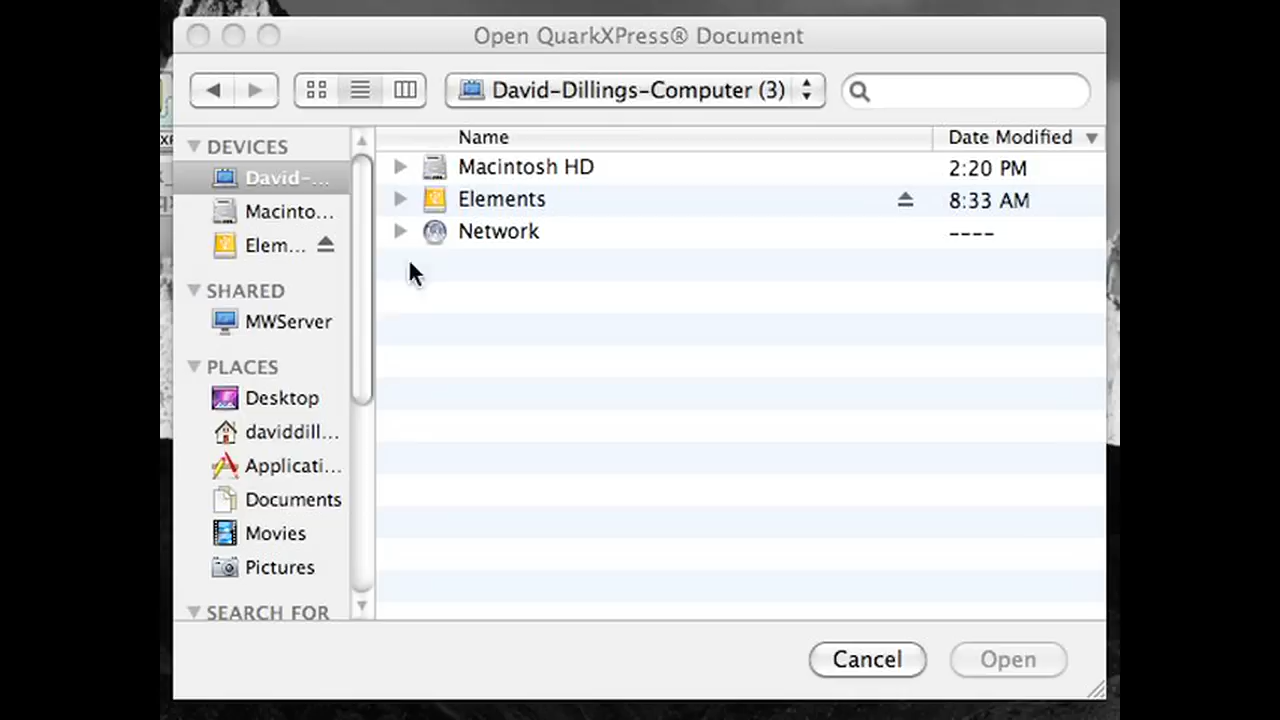 Open QuarkXPress® Document
David-Dillings-Computer (3)
Name
Date Modified
DEVICES
David-...
Macinto...
Elem...
SHARED
MWServer
PLACES
Desktop
daviddill...
Applicati...
Documents
Movies
Pictures
SEARCH FOR
Macintosh HD
2:20 PM
Elements
8:33 AM
Network
----
Cancel
Open